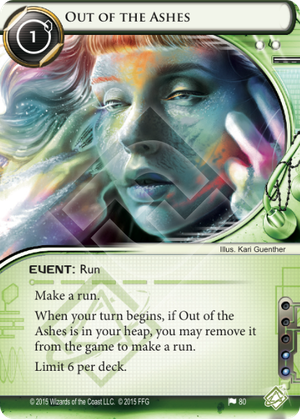 OUT OF THE ASHES
1
Illus. Kari Guenther
EVENT: Run
Make a run.
When your turn begins, if Out of the
Ashes is in your heap, you may remove it
from the game to make a run.
Limit 6 per deck.
© 2015 Wizards of the Coast LLC. © 2015 FFG
80